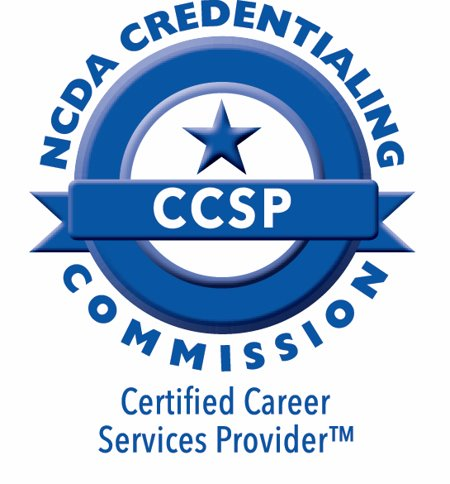 NCDA CREDENTIALING
CCSP
COMMISSION
Certified Career
Services Provider™